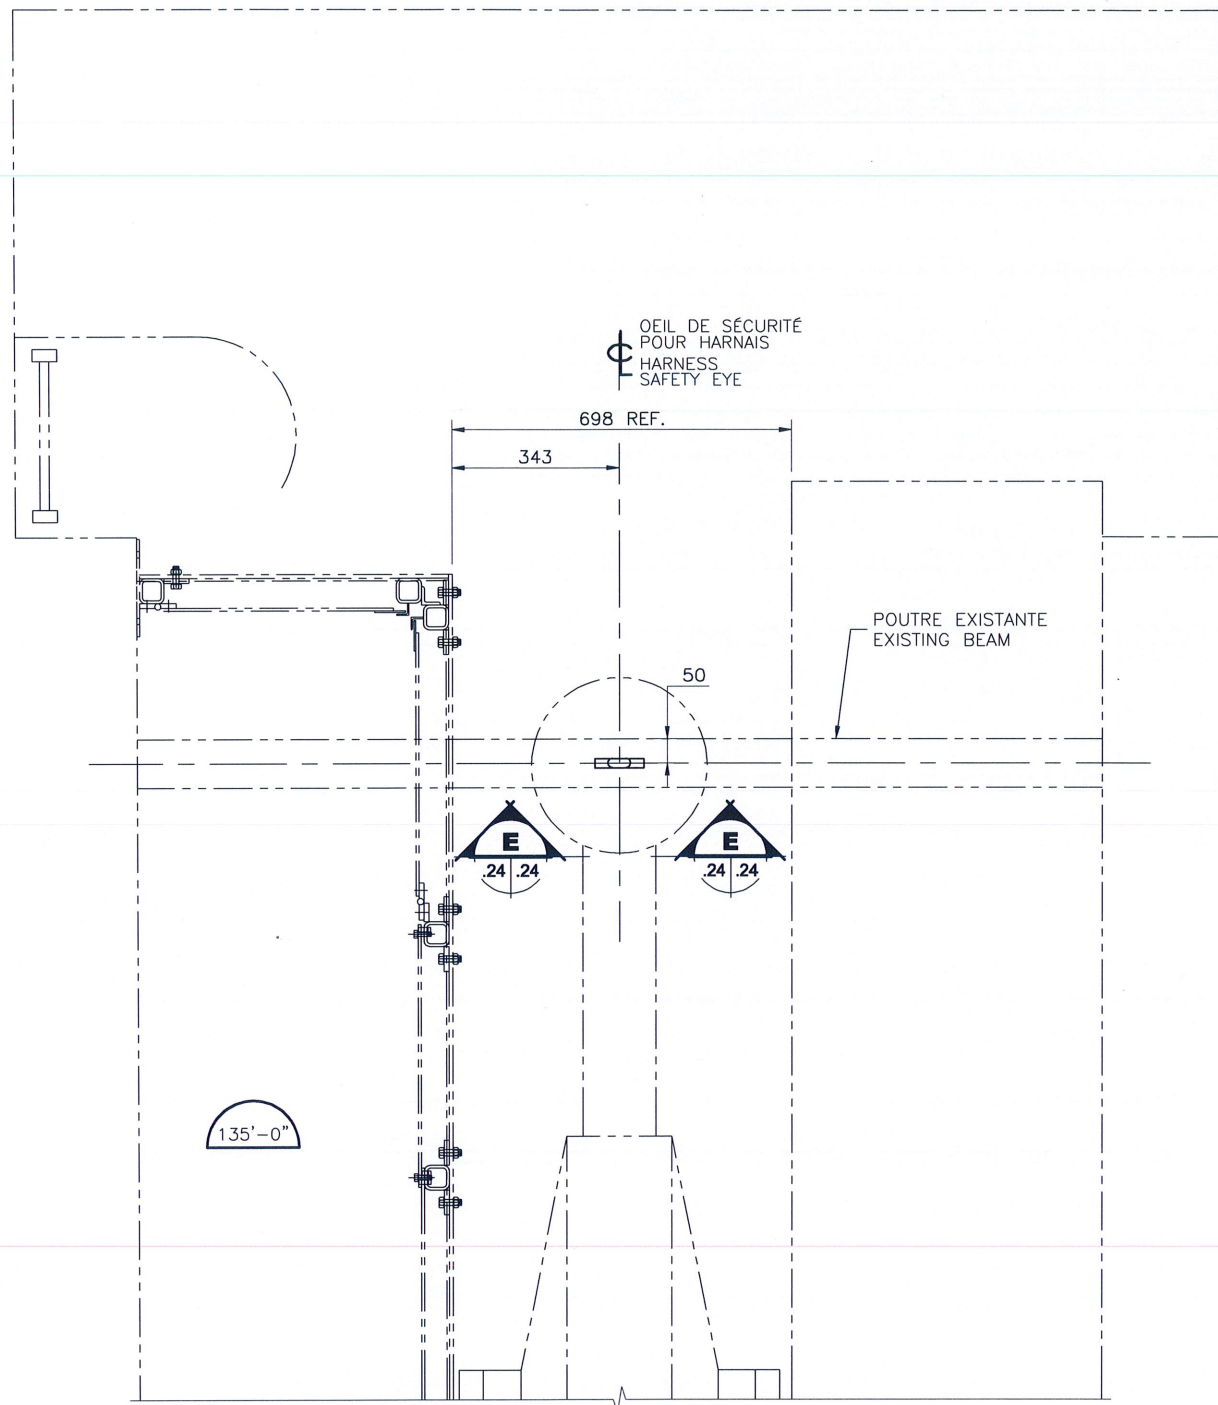 OEIL DE SÉCURITÉ
POUR HARNAIS
HARNESS
SAFETY EYE
698 REF.
343
POUTRE EXISTANTE
EXISTING BEAM
50
E
.24 .24
E
.24 .24
135'-0"